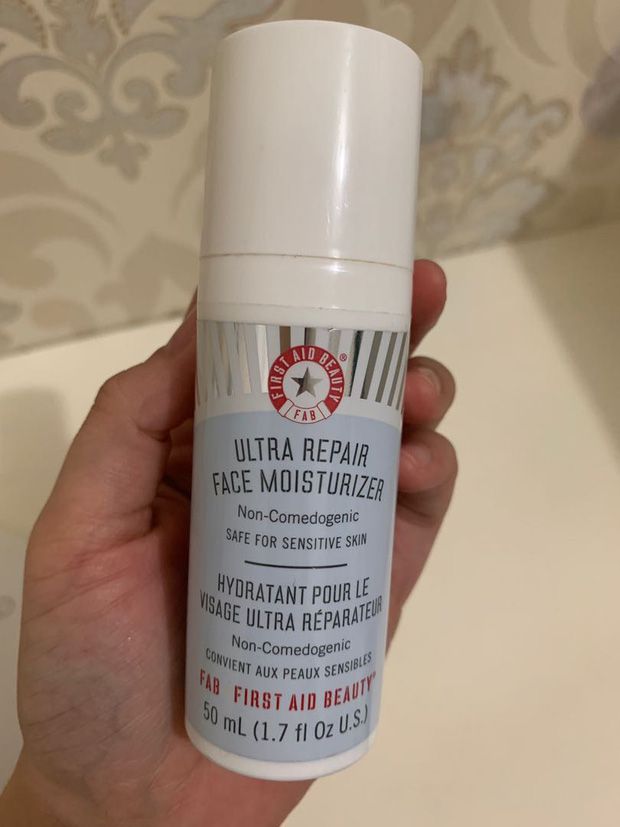 FIRST AID BEAUTY®
FAB
ULTRA REPAIR
FACE MOISTURIZER
Non-Comedogenic
SAFE FOR SENSITIVE SKIN
HYDRATANT POUR LE
VISAGE ULTRA RÉPARATEUR
Non-Comedogenic
CONVIENT AUX PEAUX SENSIBLES
FAB FIRST AID BEAUTY®
50 mL (1.7 fl Oz U.S.)